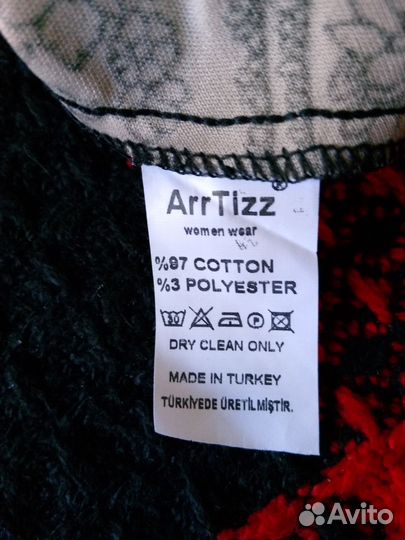 ArrTizz®
women wear
%97 COTTON
%3 POLYESTER
DRY CLEAN ONLY
MADE IN TURKEY
TÜRKİYEDE ÜRETİLMİŞTİR.
Avito